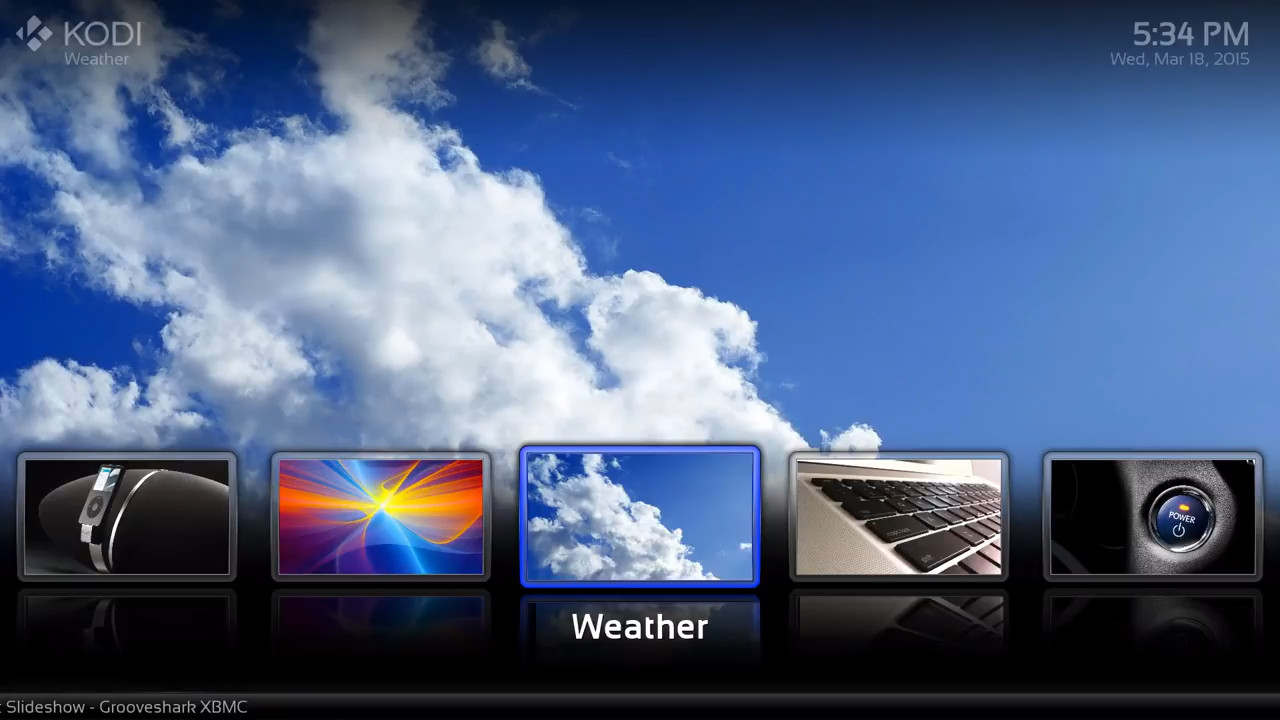 KODI
Weather
5:34 PM
Wed, Mar 18, 2015
POWER
Weather
: Slideshow - Grooveshark XBMC